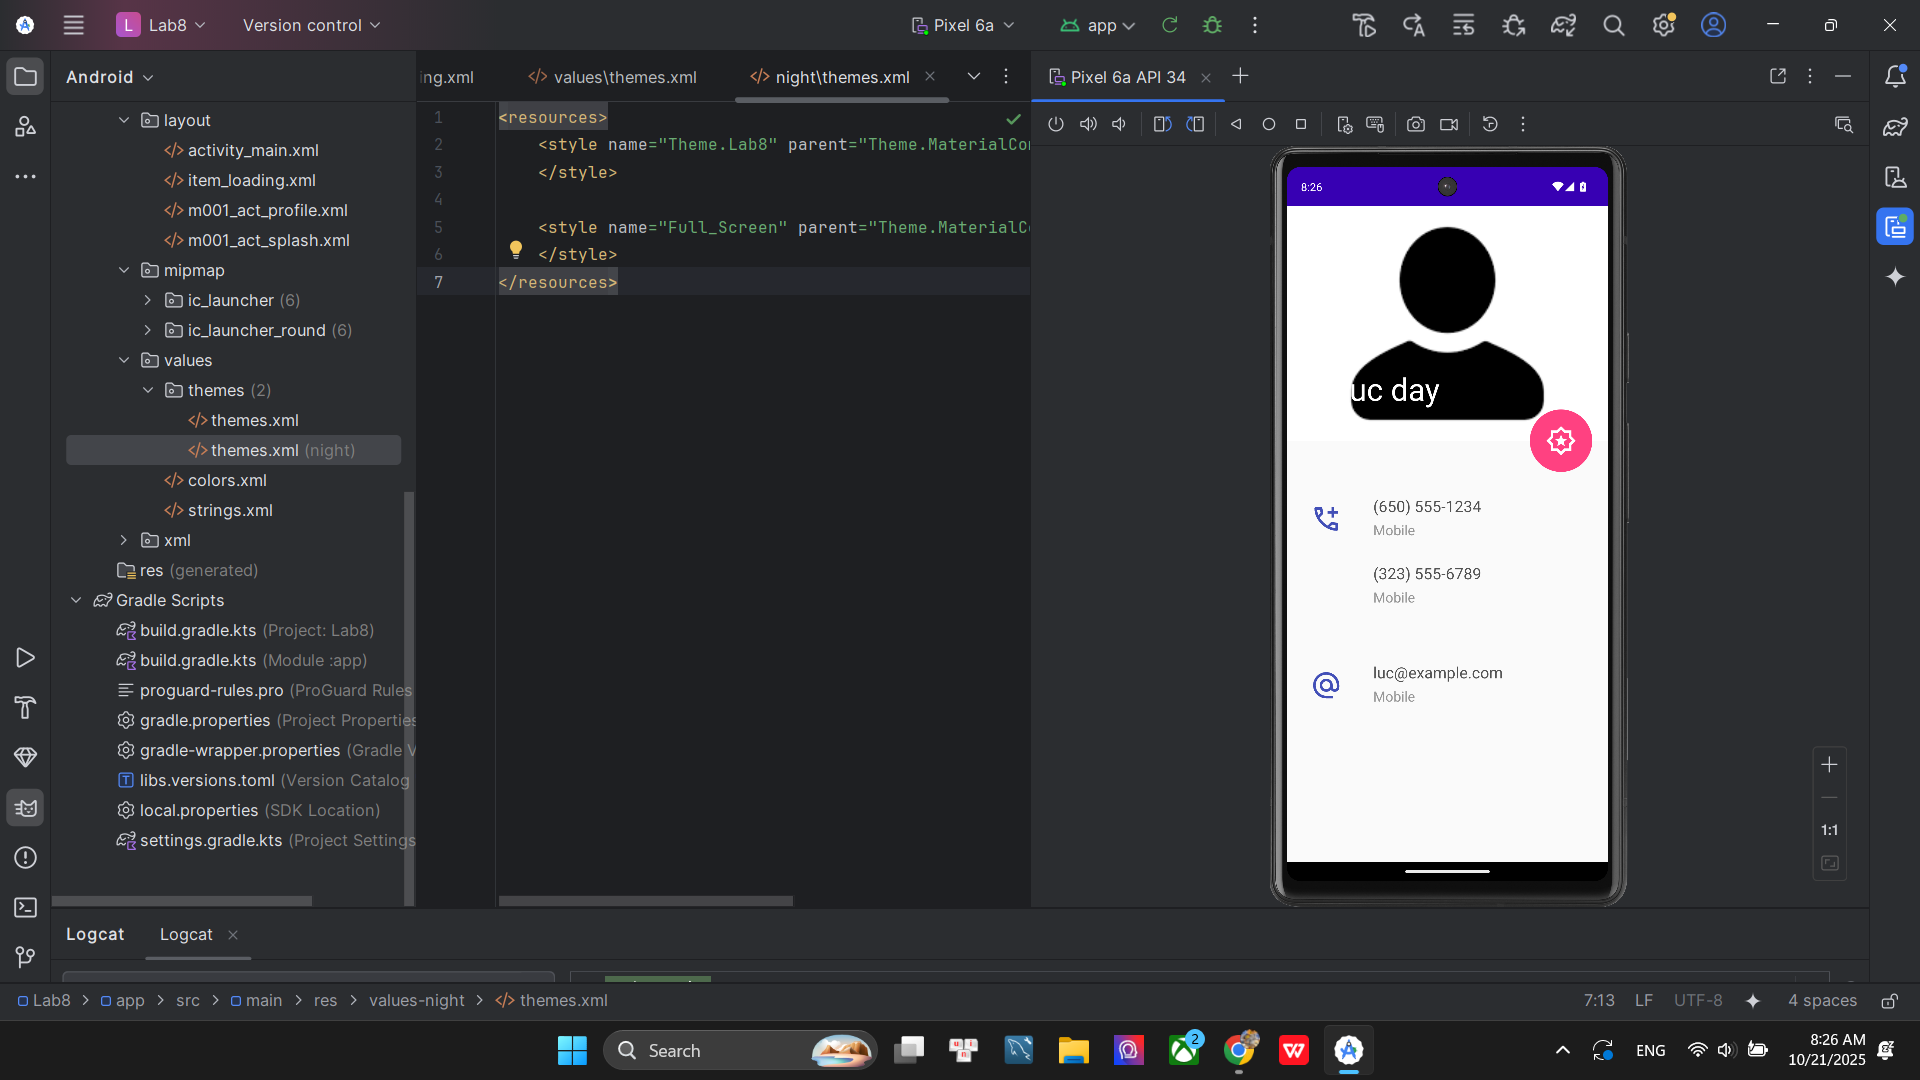 L Lab8
Version control
Pixel 6a
app
Android
ing.xml
values\themes.xml
night\themes.xml
Pixel 6a API 34
layout
activity_main.xml
item_loading.xml
m001_act_profile.xml
m001_act_splash.xml
mipmap
ic_launcher (6)
ic_launcher_round (6)
values
themes (2)
themes.xml
themes.xml (night)
colors.xml
strings.xml
xml
res (generated)
Gradle Scripts
build.gradle.kts (Project: Lab8)
build.gradle.kts (Module :app)
proguard-rules.pro (ProGuard Rules
gradle.properties (Project Properties
gradle-wrapper.properties (Gradle V
libs.versions.toml (Version Catalog
local.properties (SDK Location)
settings.gradle.kts (Project Settings
1 <resources>
2 <style name="Theme.Lab8" parent="Theme.MaterialCo
3 </style>
4
5 <style name="Full_Screen" parent="Theme.MaterialC
6 </style>
7 </resources>
8:26
uc day
(650) 555-1234
Mobile
(323) 555-6789
Mobile
luc@example.com
Mobile
1:1
Logcat
Logcat
Lab8 > app > src > main > res > values-night > themes.xml
7:13 LF UTF-8 4 spaces
Search
2
ENG
8:26 AM
10/21/2025